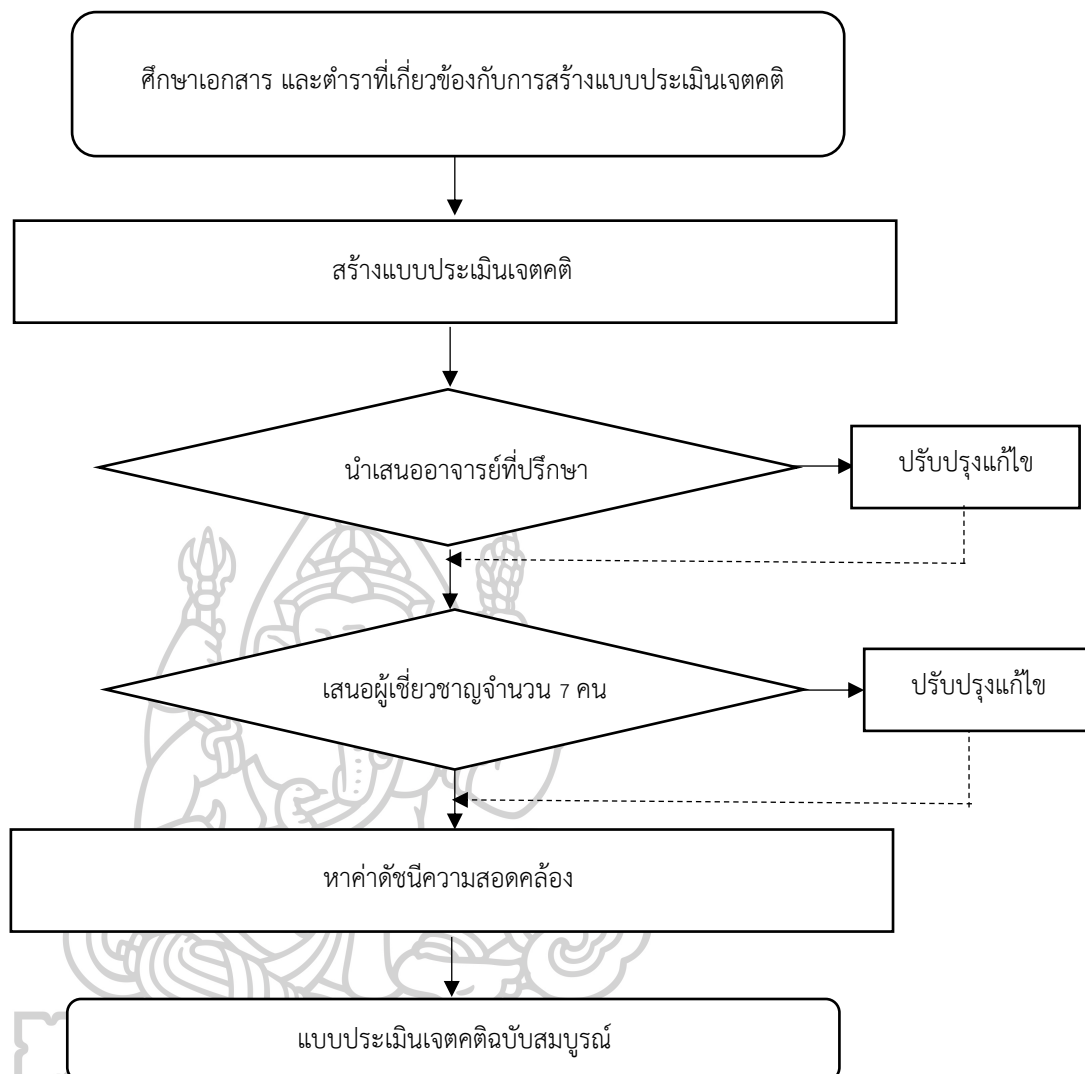 ศึกษาเอกสาร และตำราที่เกี่ยวข้องกับการสร้างแบบประเมินเจตคติ
สร้างแบบประเมินเจตคติ
นำเสนออาจารย์ที่ปรึกษา
ปรับปรุงแก้ไข
เสนอผู้เชี่ยวชาญจำนวน 7 คน
ปรับปรุงแก้ไข
หาค่าดัชนีความสอดคล้อง
แบบประเมินเจตคติฉบับสมบูรณ์